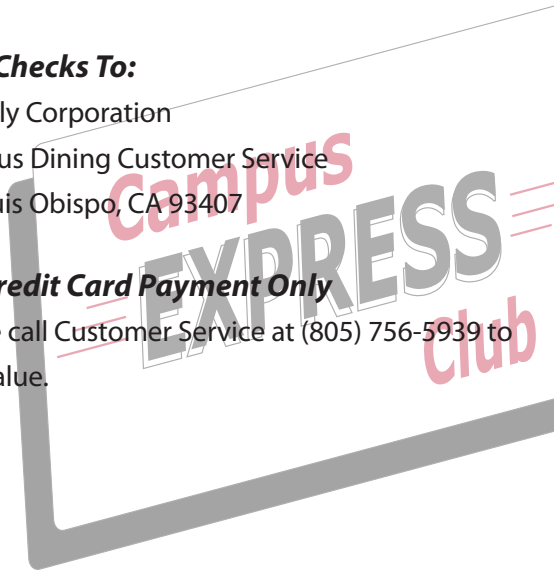 Checks To:
ly Corporation
us Dining Customer Service
uis Obispo, CA 93407
redit Card Payment Only
e call Customer Service at (805) 756-5939 to
alue.
Campus
EXPRESS
Club